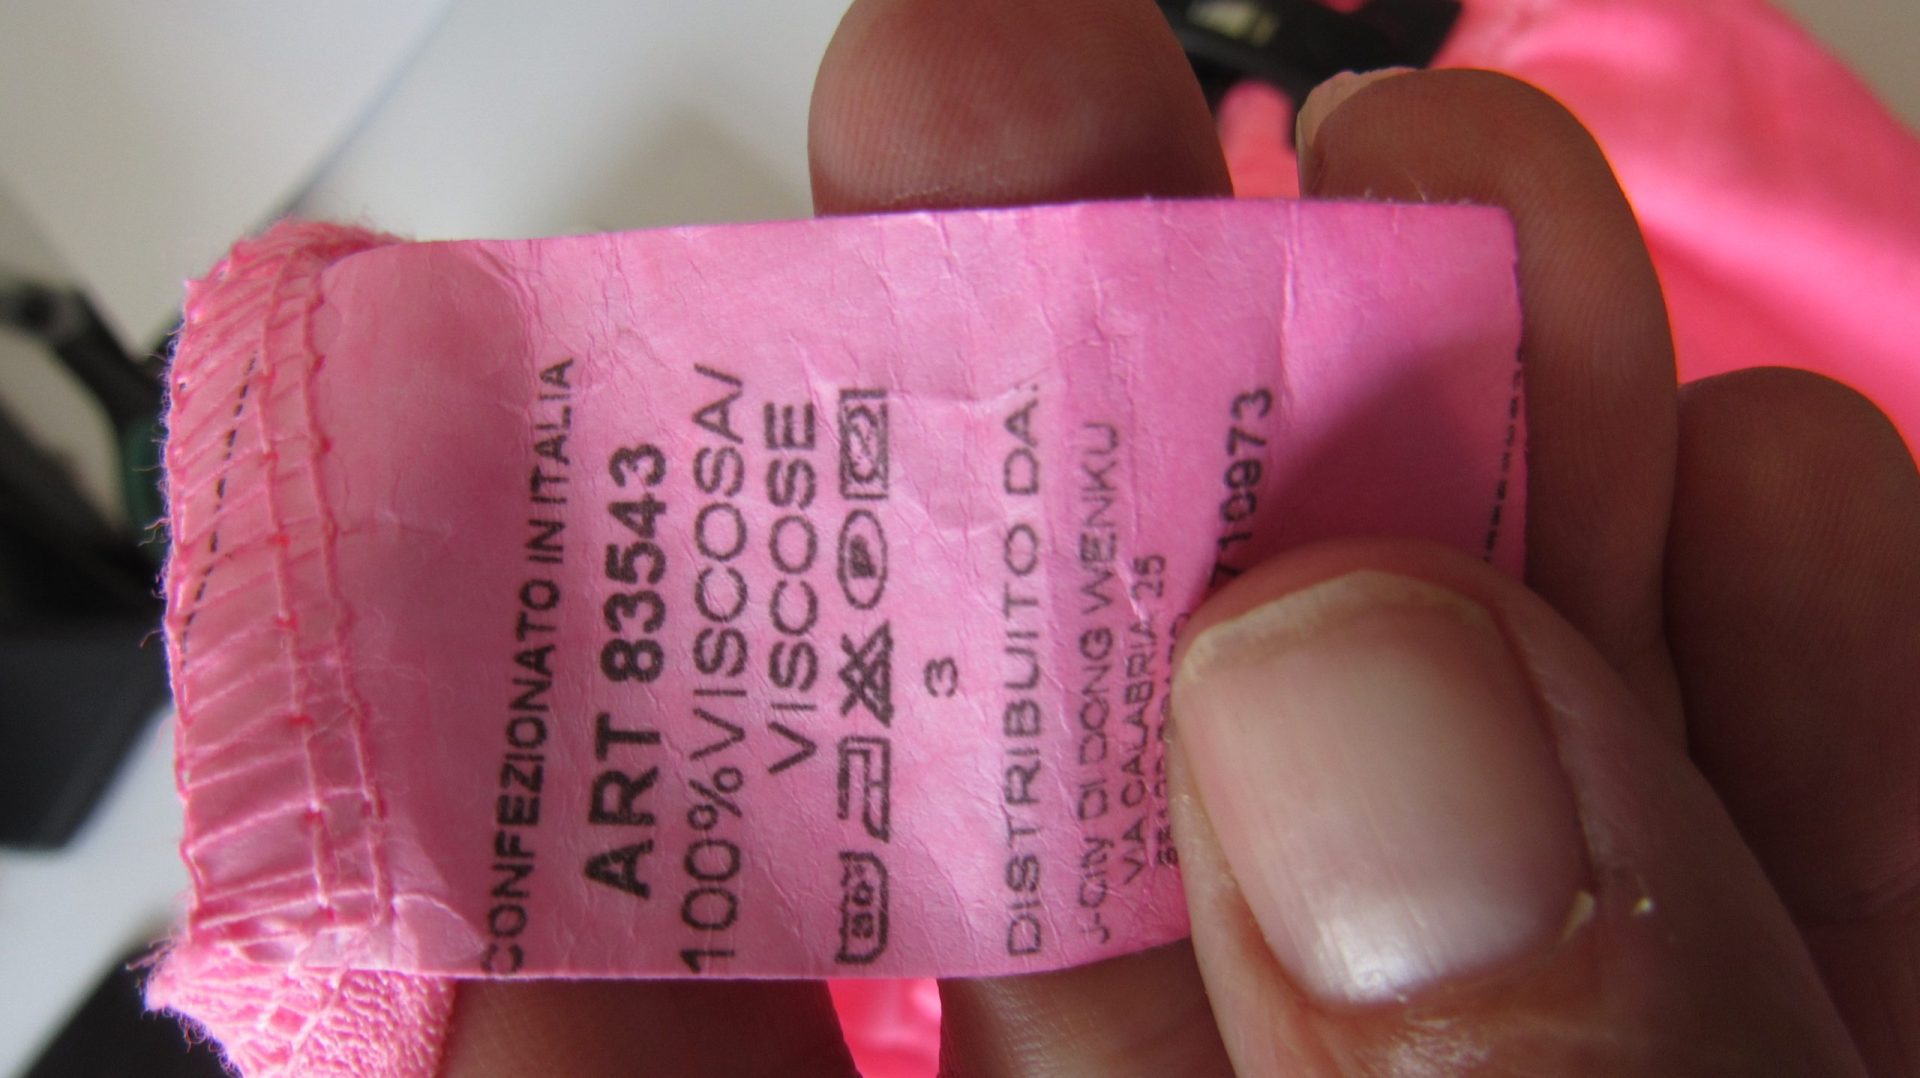 CONFEZIONATO IN ITALIA
ART 83543
100%VISCOSA/
VISCOSE
30° P
3
DISTRIBUITO DA:
J-CITY DI DONG WENKU
VIA CALABRIA 25
710973